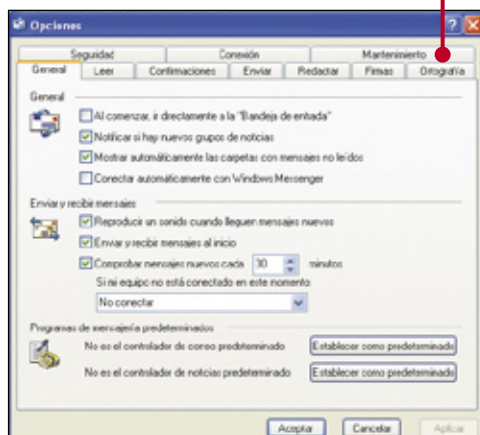 Opciones
Seguridad Conexión Mantenimiento
General Leer Confirmaciones Enviar Redactar Firmas Ortografía
General
Al comenzar, ir directamente a la "Bandeja de entrada"
Notificar si hay nuevos grupos de noticias
Mostrar automáticamente las carpetas con mensajes no leídos
Conectar automáticamente con Windows Messenger
Enviar y recibir mensajes
Reproducir un sonido cuando lleguen mensajes nuevos
Enviar y recibir mensajes al inicio
Comprobar mensajes nuevos cada 30 minutos
Si mi equipo no está conectado en este momento
No conectar
Programas de mensajería predeterminados
No es el controlador de correo predeterminado Establecer como predeterminado
No es el controlador de noticias predeterminado Establecer como predeterminado
Aceptar Cancelar Aplicar